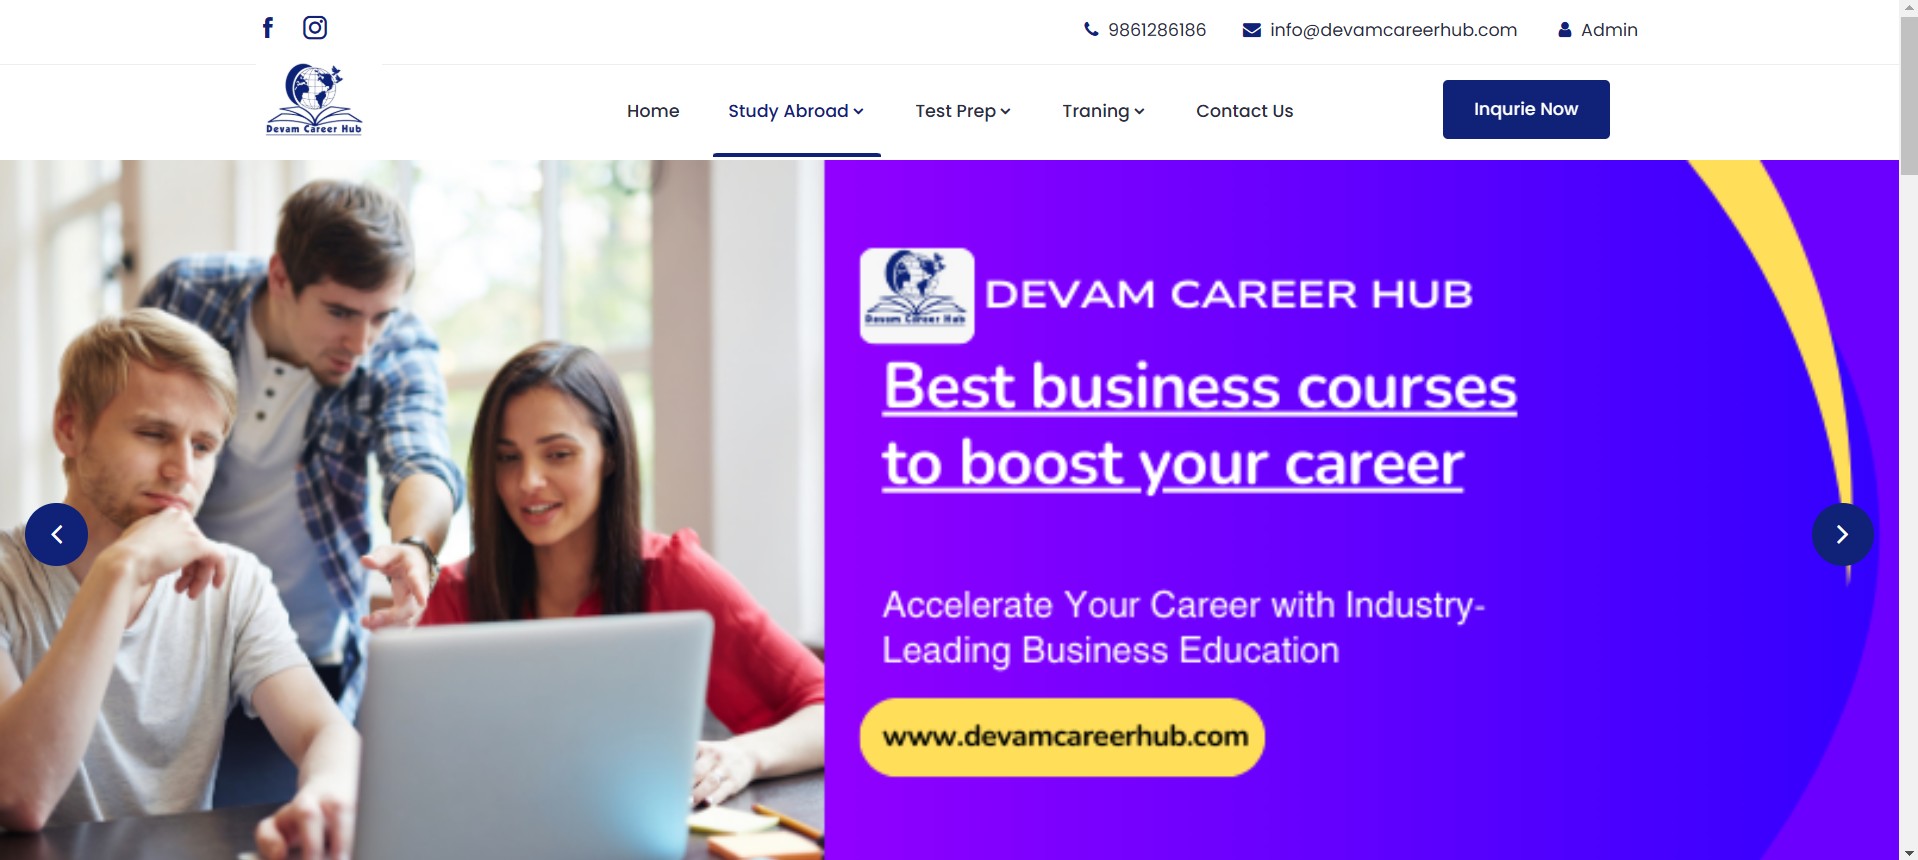 9861286186 info@devamcareerhub.com Admin
Devam Career Hub
Home Study Abroad Test Prep Traning Contact Us Inqurie Now
Devam Career Hub
DEVAM CAREER HUB
Best business courses
to boost your career
Accelerate Your Career with Industry-
Leading Business Education
www.devamcareerhub.com